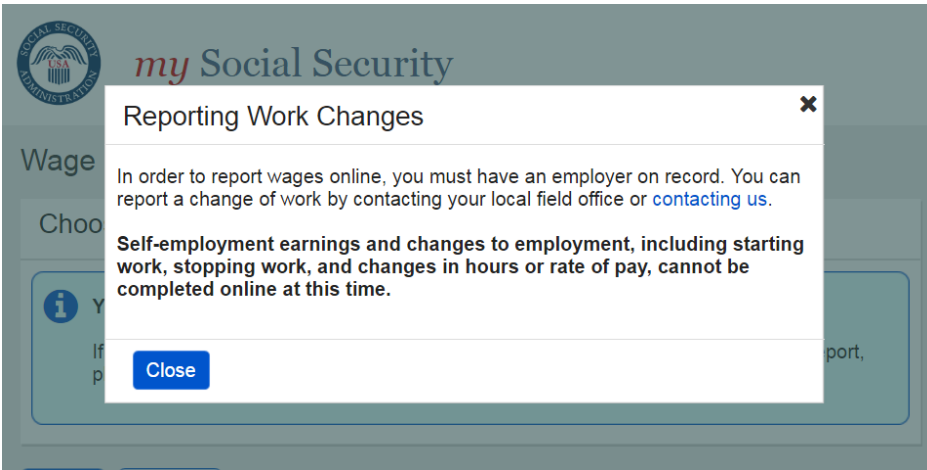 SOCIAL SECURITY ADMINISTRATION
USA
my Social Security
Reporting Work Changes
Wage
In order to report wages online, you must have an employer on record. You can
report a change of work by contacting your local field office or contacting us.
Choo
Self-employment earnings and changes to employment, including starting
work, stopping work, and changes in hours or rate of pay, cannot be
completed online at this time.
Y
If
port,
p
Close